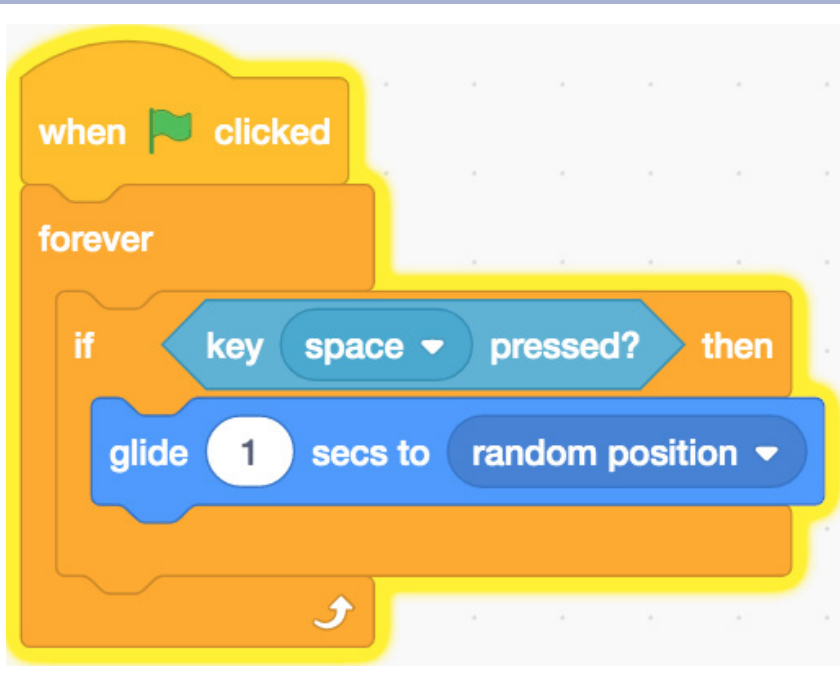 when clicked
forever
if key space pressed? then
glide 1 secs to random position